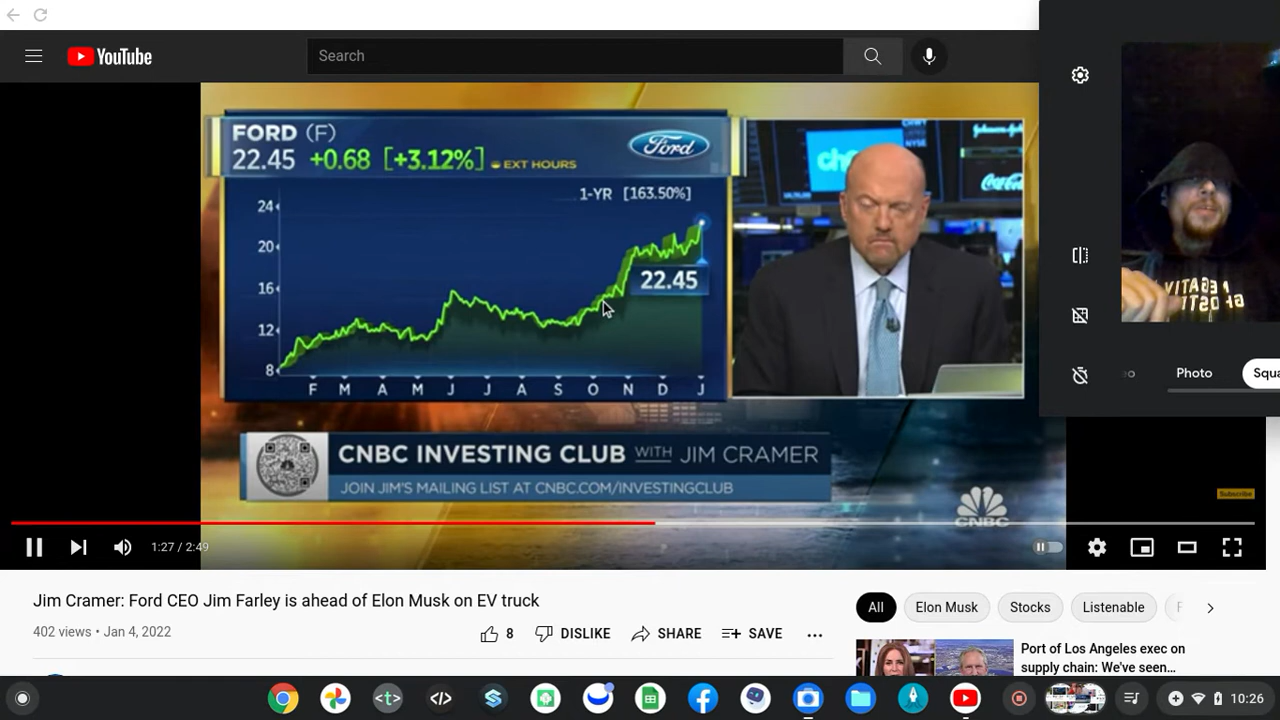 YouTube
Search
FORD (F)
22.45 +0.68 [+3.12%] EXT HOURS
Ford
1-YR [163.50%]
24
20
16
12
8
22.45
F M A M J J A S O N D J
CNBC INVESTING CLUB WITH JIM CRAMER
JOIN JIM'S MAILING LIST AT CNBC.COM/INVESTINGCLUB
CNBC
Subscribe
1:27 / 2:49
Photo
Squa
Jim Cramer: Ford CEO Jim Farley is ahead of Elon Musk on EV truck
402 views • Jan 4, 2022
8 DISLIKE SHARE SAVE
All Elon Musk Stocks Listenable F
Port of Los Angeles exec on
supply chain: We've seen...
<t> </>
10:26